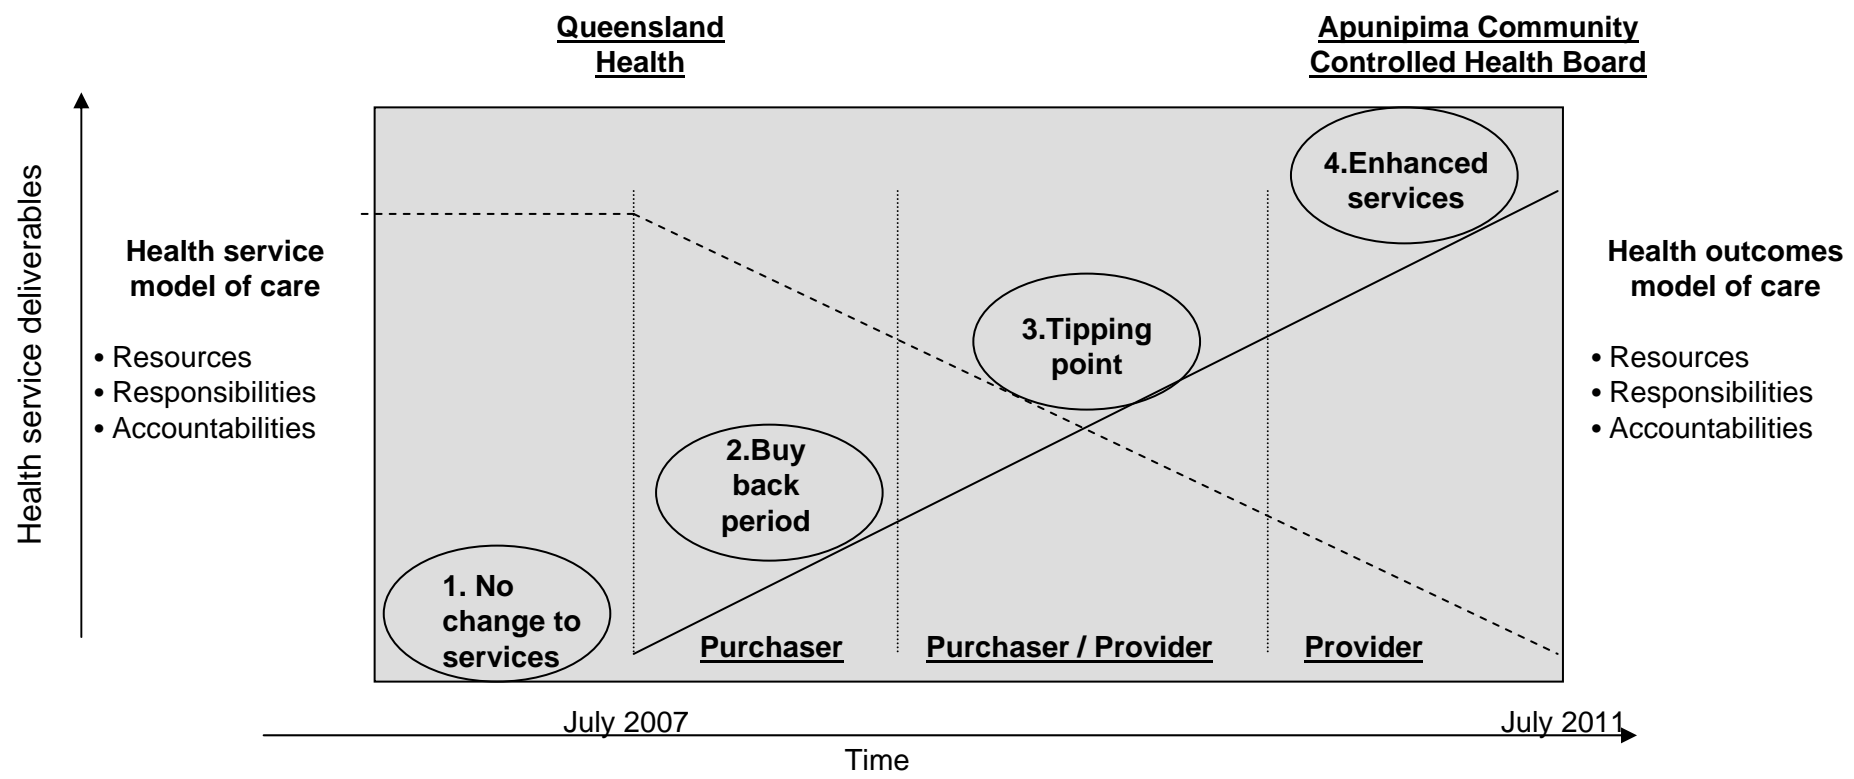 Queensland
Health
Apunipima Community
Controlled Health Board
Health service deliverables
Health service
model of care
• Resources
• Responsibilities
• Accountabilities
1. No
change to
services
2.Buy
back
period
3.Tipping
point
4.Enhanced
services
Purchaser
Purchaser / Provider
Provider
Health outcomes
model of care
• Resources
• Responsibilities
• Accountabilities
July 2007
July 2011
Time